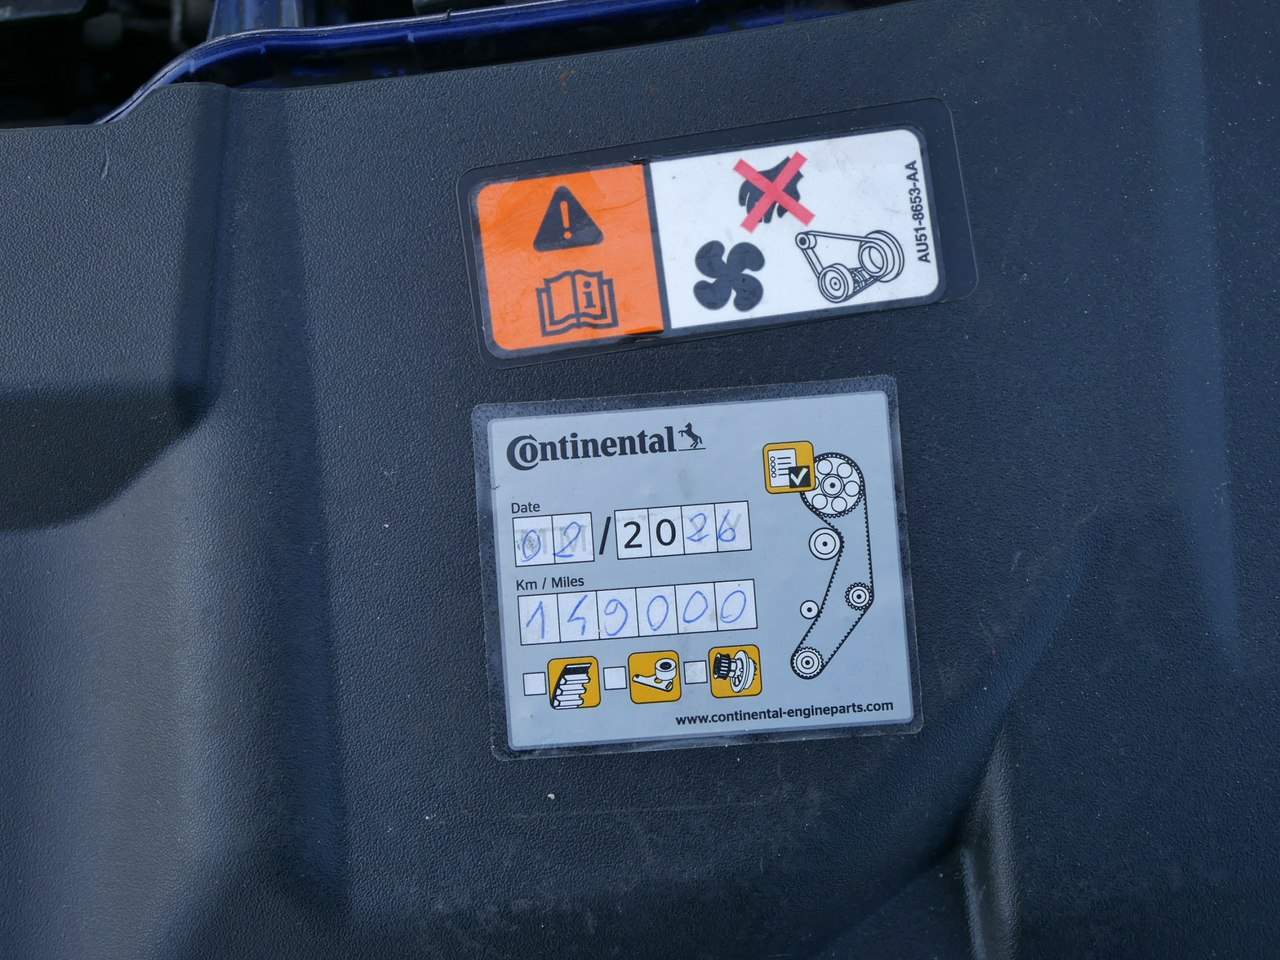 AU51-8653-AA
Continental
Date
02/2026
Km / Miles
149000
www.continental-engineparts.com